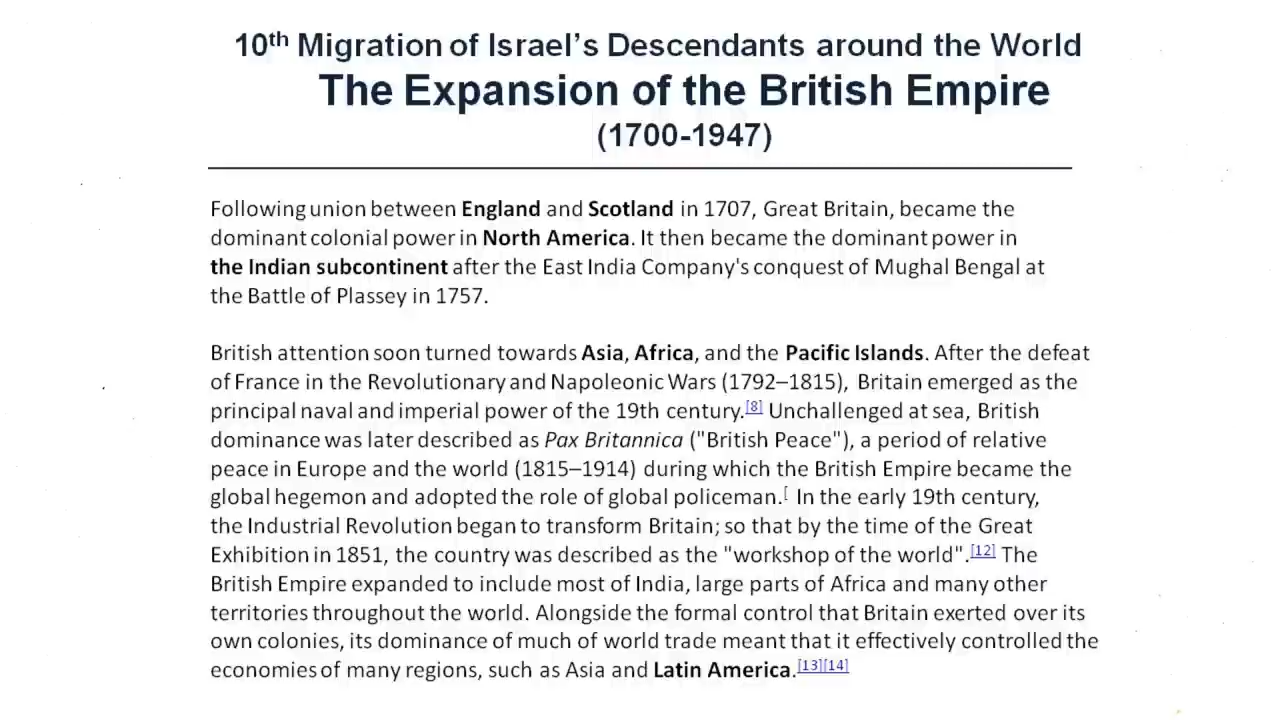 10th Migration of Israel's Descendants around the World
The Expansion of the British Empire
(1700-1947)
Following union between England and Scotland in 1707, Great Britain, became the
dominant colonial power in North America. It then became the dominant power in
the Indian subcontinent after the East India Company's conquest of Mughal Bengal at
the Battle of Plassey in 1757.
British attention soon turned towards Asia, Africa, and the Pacific Islands. After the defeat
of France in the Revolutionary and Napoleonic Wars (1792–1815), Britain emerged as the
principal naval and imperial power of the 19th century.[8] Unchallenged at sea, British
dominance was later described as Pax Britannica ("British Peace"), a period of relative
peace in Europe and the world (1815–1914) during which the British Empire became the
global hegemon and adopted the role of global policeman.[ In the early 19th century,
the Industrial Revolution began to transform Britain; so that by the time of the Great
Exhibition in 1851, the country was described as the "workshop of the world".[12] The
British Empire expanded to include most of India, large parts of Africa and many other
territories throughout the world. Alongside the formal control that Britain exerted over its
own colonies, its dominance of much of world trade meant that it effectively controlled the
economies of many regions, such as Asia and Latin America.[13][14]